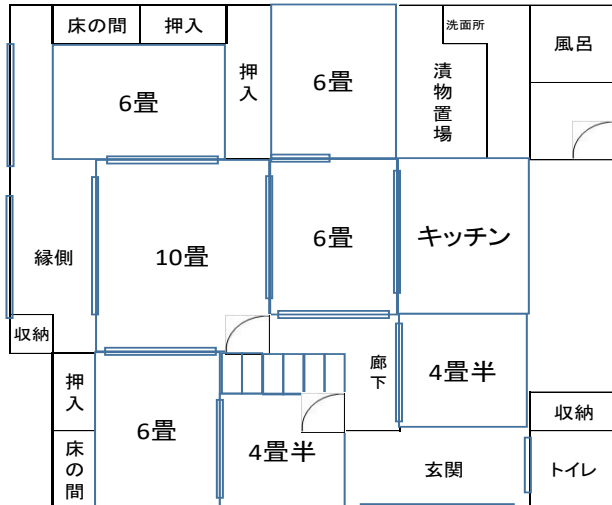 床の間
押入
洗面所
風呂
押入
6畳
漬物置場
6畳
6畳
キッチン
10畳
縁側
収納
廊下
4畳半
押入
6畳
収納
4畳半
床の間
玄関
トイレ